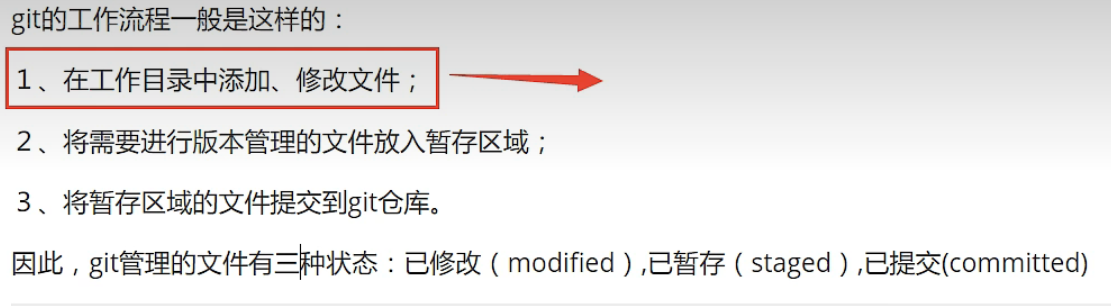 git的工作流程一般是这样的：
１、在工作目录中添加、修改文件；
２、将需要进行版本管理的文件放入暂存区域；
３、将暂存区域的文件提交到git仓库。
因此，git管理的文件有三种状态：已修改（modified）,已暂存（staged）,已提交(committed)